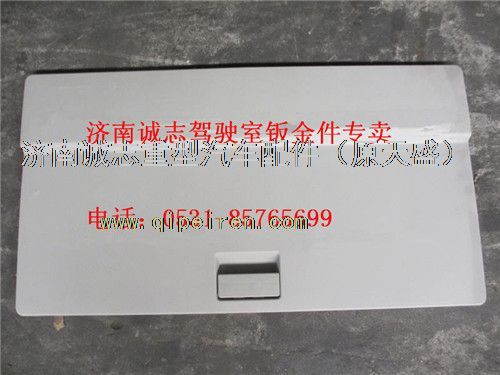 济南诚志驾驶室钣金件专卖
济南诚志重型汽车配件（原天盛）
电话：0531-85765699
www.qipeiren.com